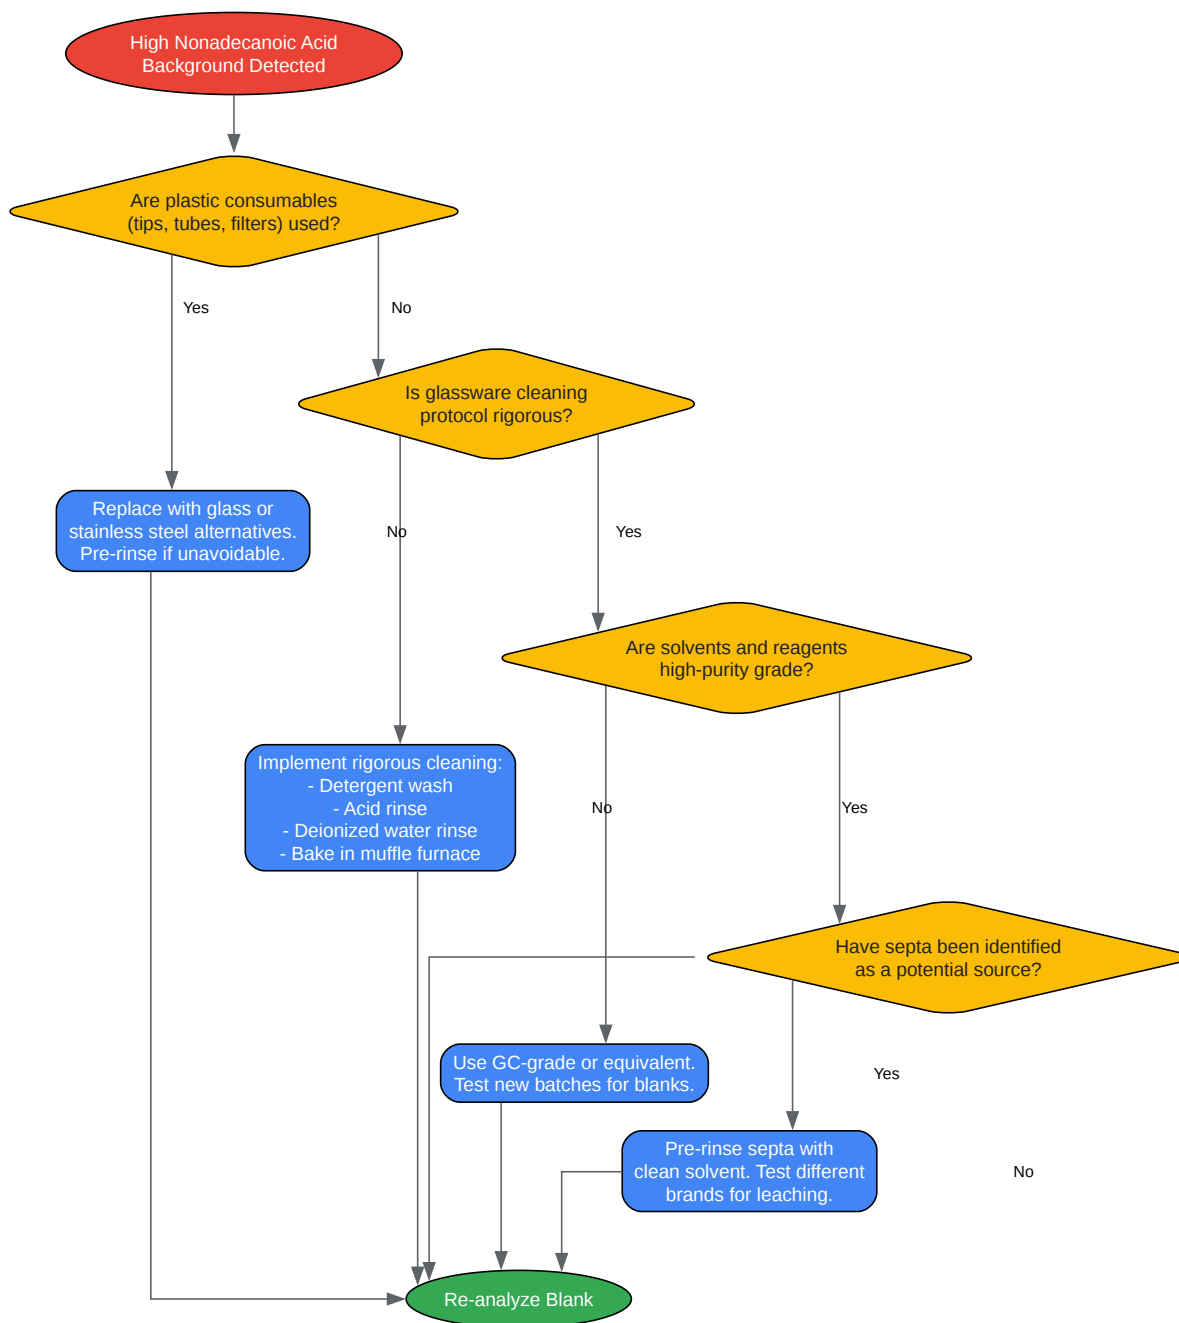 High Nonadecanoic Acid
Background Detected
Are plastic consumables
(tips, tubes, filters) used?
Yes
No
Is glassware cleaning
protocol rigorous?
Replace with glass or
stainless steel alternatives.
Pre-rinse if unavoidable.
No
Yes
Are solvents and reagents
high-purity grade?
Implement rigorous cleaning:
- Detergent wash
- Acid rinse
- Deionized water rinse
- Bake in muffle furnace
No
Yes
Have septa been identified
as a potential source?
Use GC-grade or equivalent.
Test new batches for blanks.
Yes
Pre-rinse septa with
clean solvent. Test different
brands for leaching.
No
Re-analyze Blank